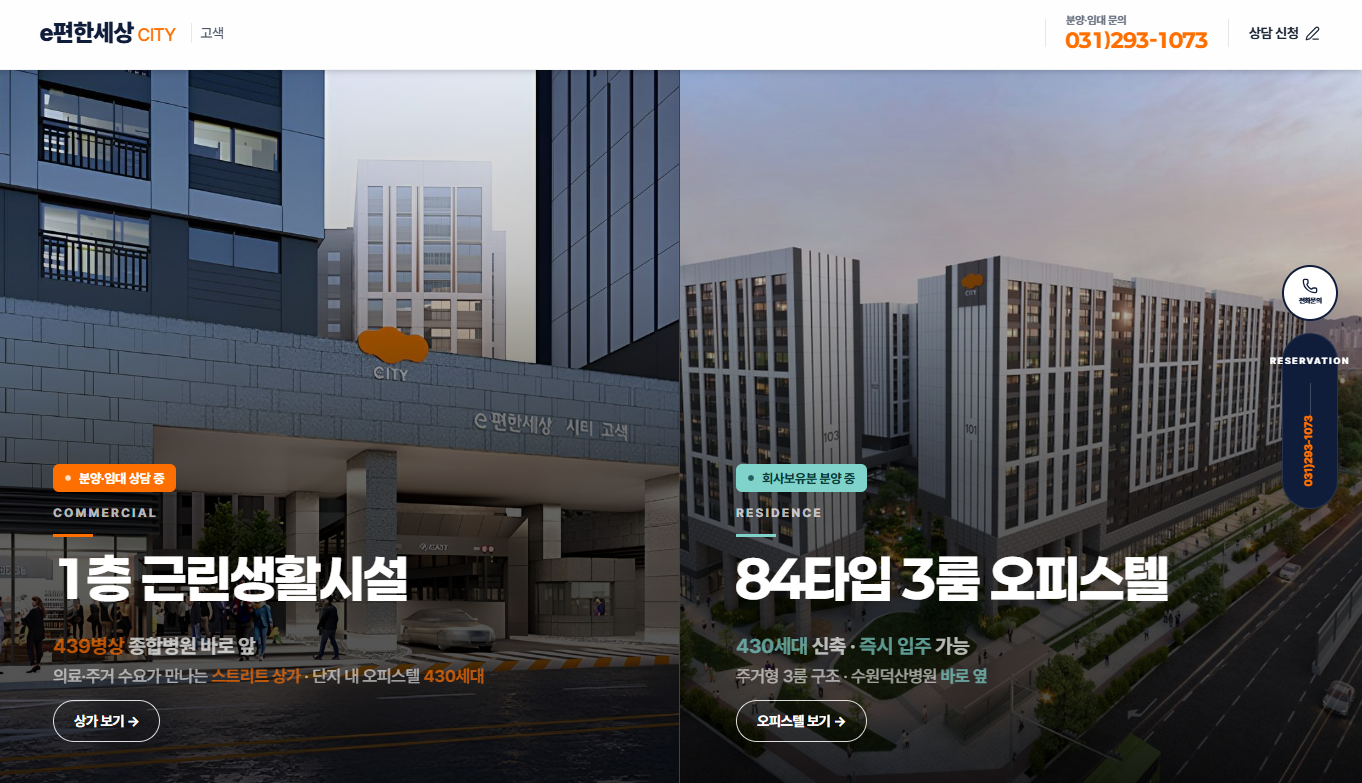 e편한세상 CITY 고색
분양·임대 문의
031)293-1073
상담 신청
CITY
e편한세상 시티 고색
분양·임대 상담 중
COMMERCIAL
1층 근린생활시설
439병상 종합병원 바로 앞
의료·주거 수요가 만나는 스트리트 상가 · 단지 내 오피스텔 430세대
상가 보기 →
CITY
103
101
회사보유분 분양 중
RESIDENCE
84타입 3룸 오피스텔
430세대 신축 · 즉시 입주 가능
주거형 3룸 구조 · 수원덕산병원 바로 옆
오피스텔 보기 →
전화문의
RESERVATION
031)293-1073